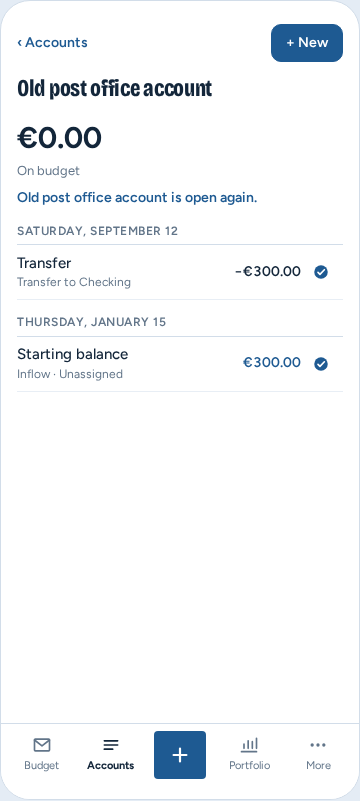 ‹ Accounts
+ New
Old post office account
€0.00
On budget
Old post office account is open again.
SATURDAY, SEPTEMBER 12
Transfer
−€300.00
Transfer to Checking
THURSDAY, JANUARY 15
Starting balance
€300.00
Inflow · Unassigned
Budget
Accounts
+
Portfolio
More